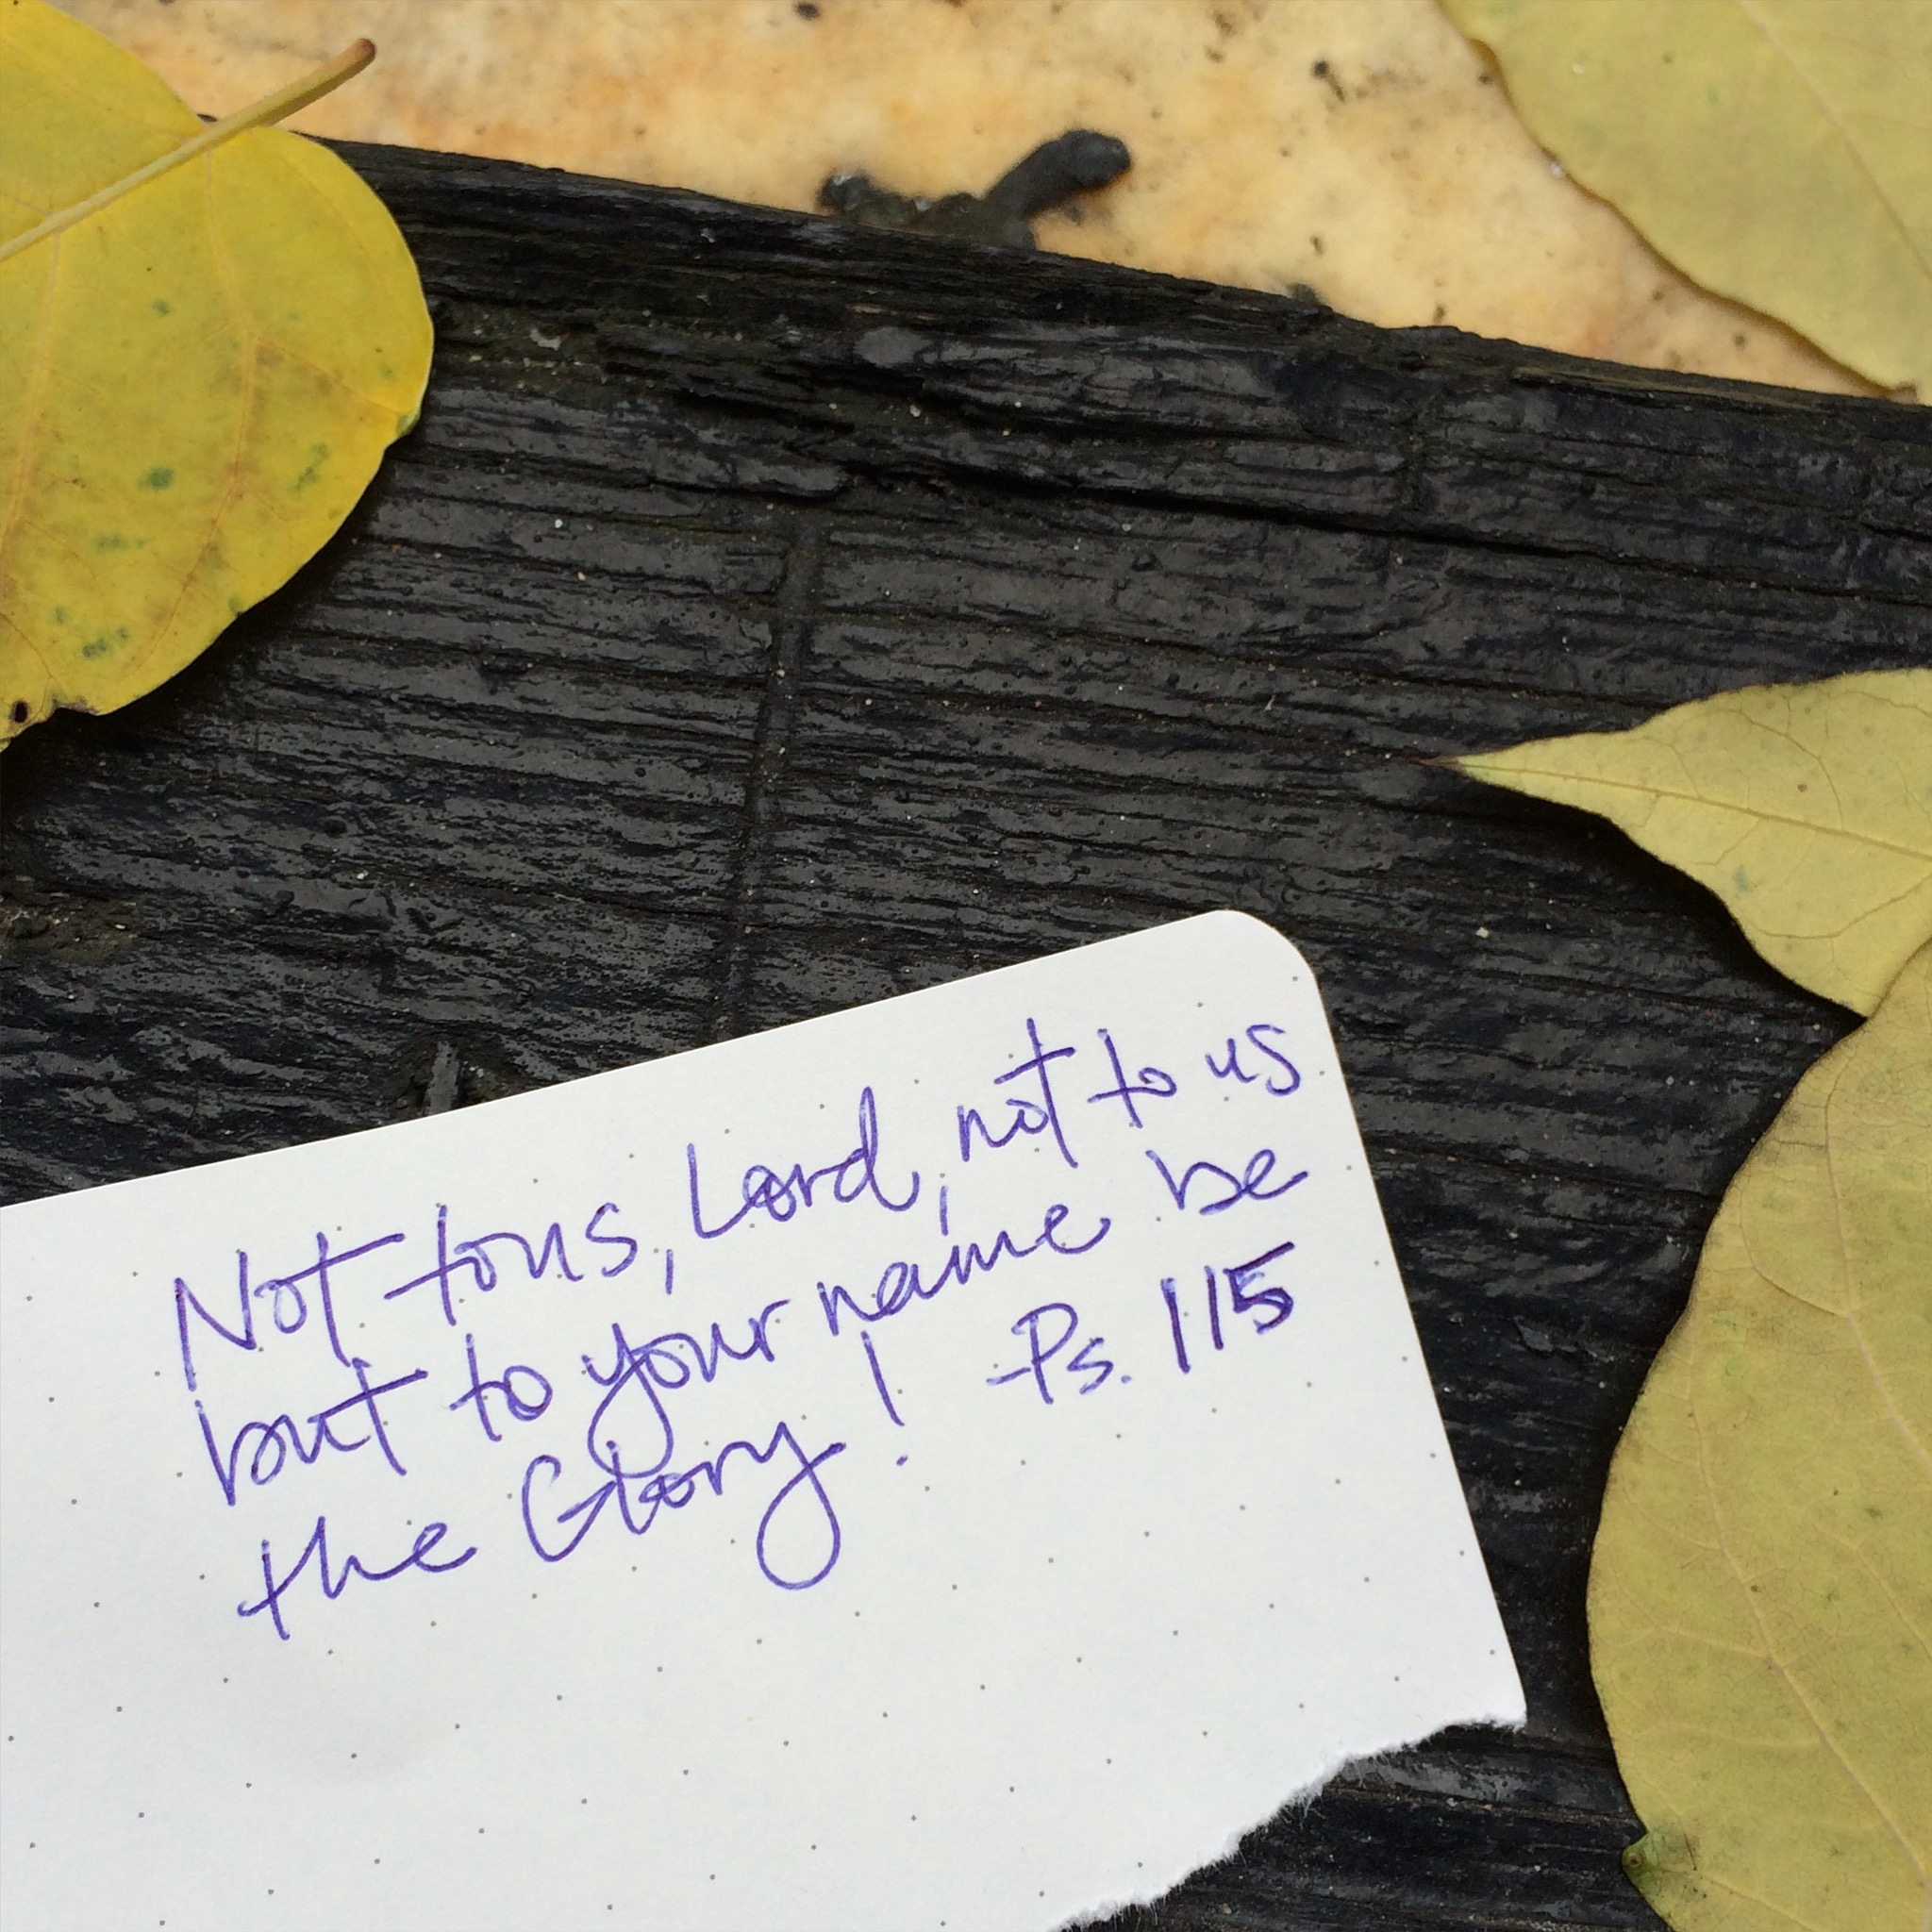 Not to us, Lord, not to us
but to your name be
the Glory! -Ps. 115